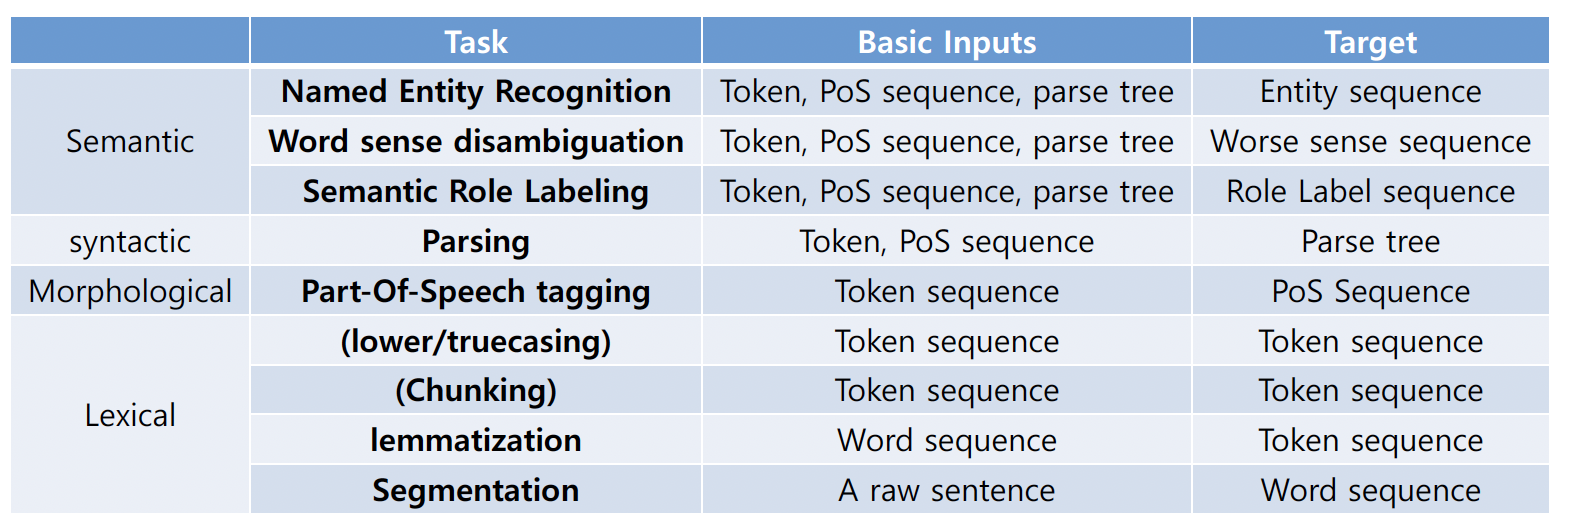 Task Basic Inputs Target
Semantic
Named Entity Recognition Token, PoS sequence, parse tree Entity sequence
Word sense disambiguation Token, PoS sequence, parse tree Worse sense sequence
Semantic Role Labeling Token, PoS sequence, parse tree Role Label sequence
syntactic Parsing Token, PoS sequence Parse tree
Morphological Part-Of-Speech tagging Token sequence PoS Sequence
Lexical
(lower/truecasing) Token sequence Token sequence
(Chunking) Token sequence Token sequence
lemmatization Word sequence Token sequence
Segmentation A raw sentence Word sequence